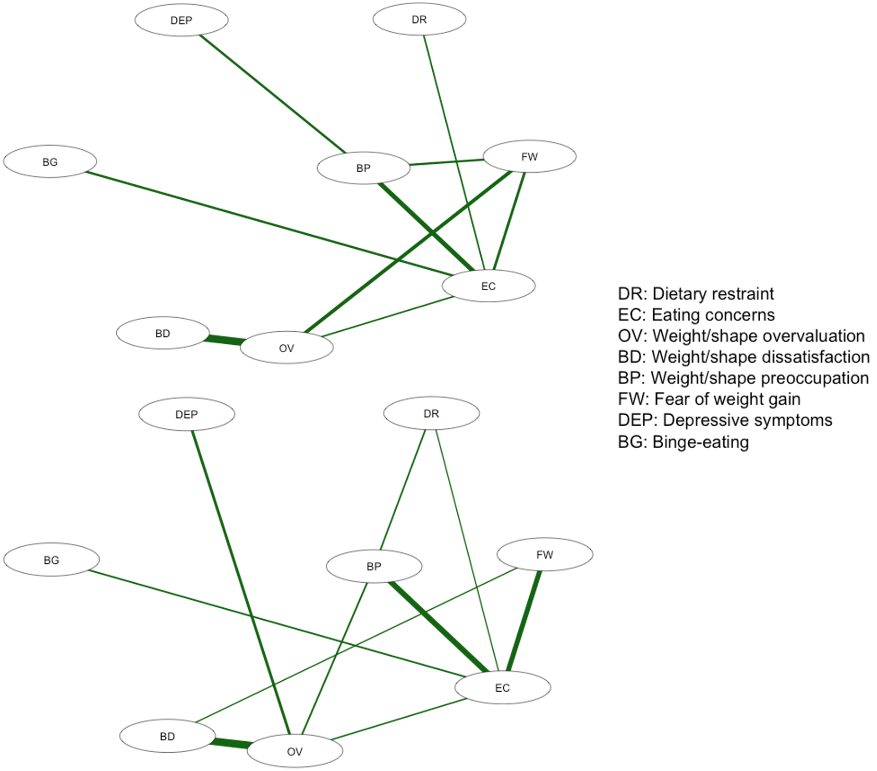 DEP
DR
BG
BP
FW
EC
BD
OV
DR: Dietary restraint
EC: Eating concerns
OV: Weight/shape overvaluation
BD: Weight/shape dissatisfaction
BP: Weight/shape preoccupation
FW: Fear of weight gain
DEP: Depressive symptoms
BG: Binge-eating
DEP
DR
BG
BP
FW
EC
BD
OV